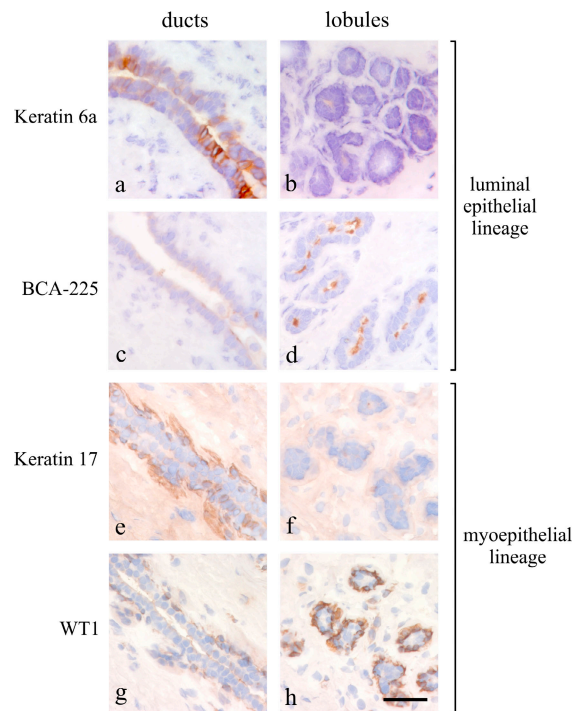 ducts lobules
Keratin 6a
a b
luminal
epithelial
lineage
BCA-225
c d
Keratin 17
e f
myoepithelial
lineage
WT1
g h